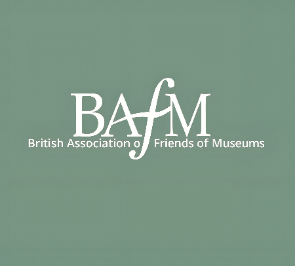 BAfM
British Association of Friends of Museums